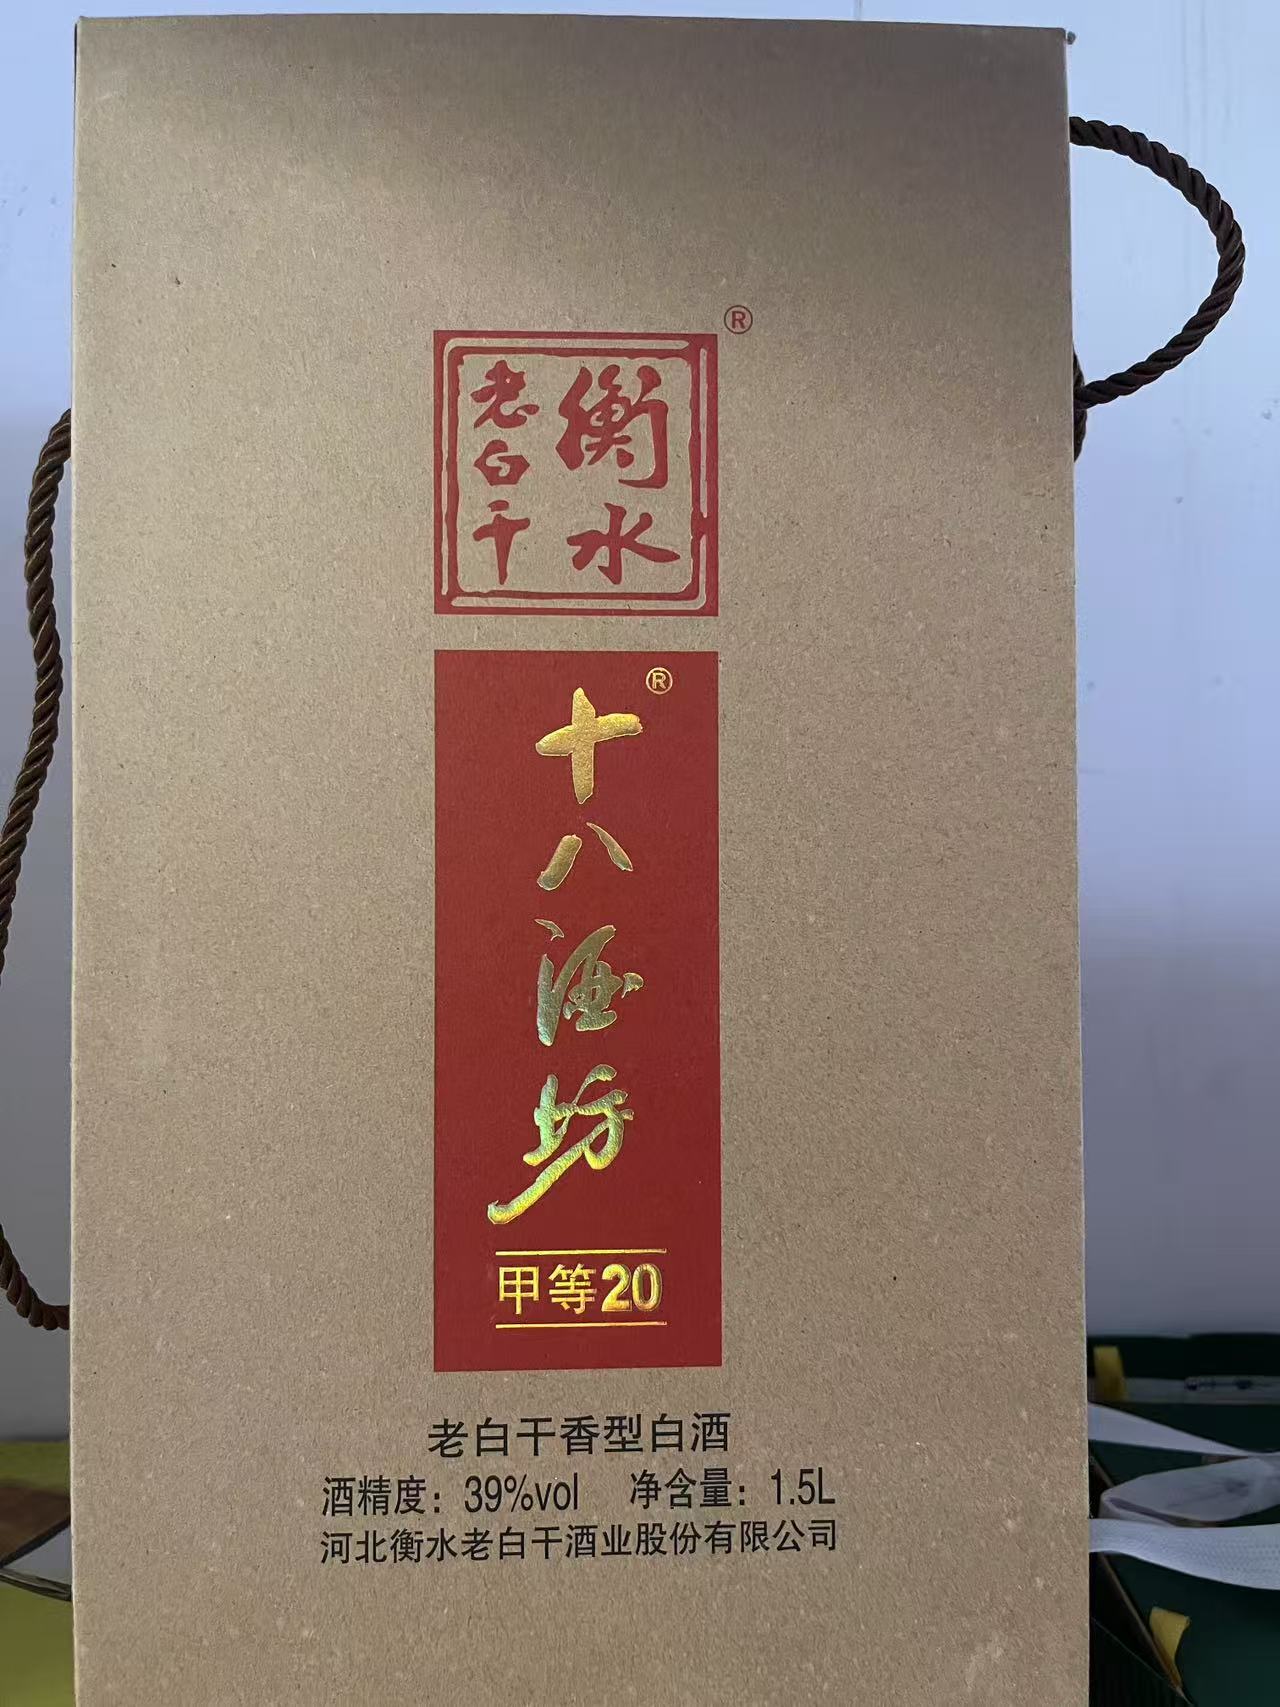 ®
衡水
老白干
®
十八酒坊
甲等20
老白干香型白酒
酒精度：39%vol 净含量：1.5L
河北衡水老白干酒业股份有限公司